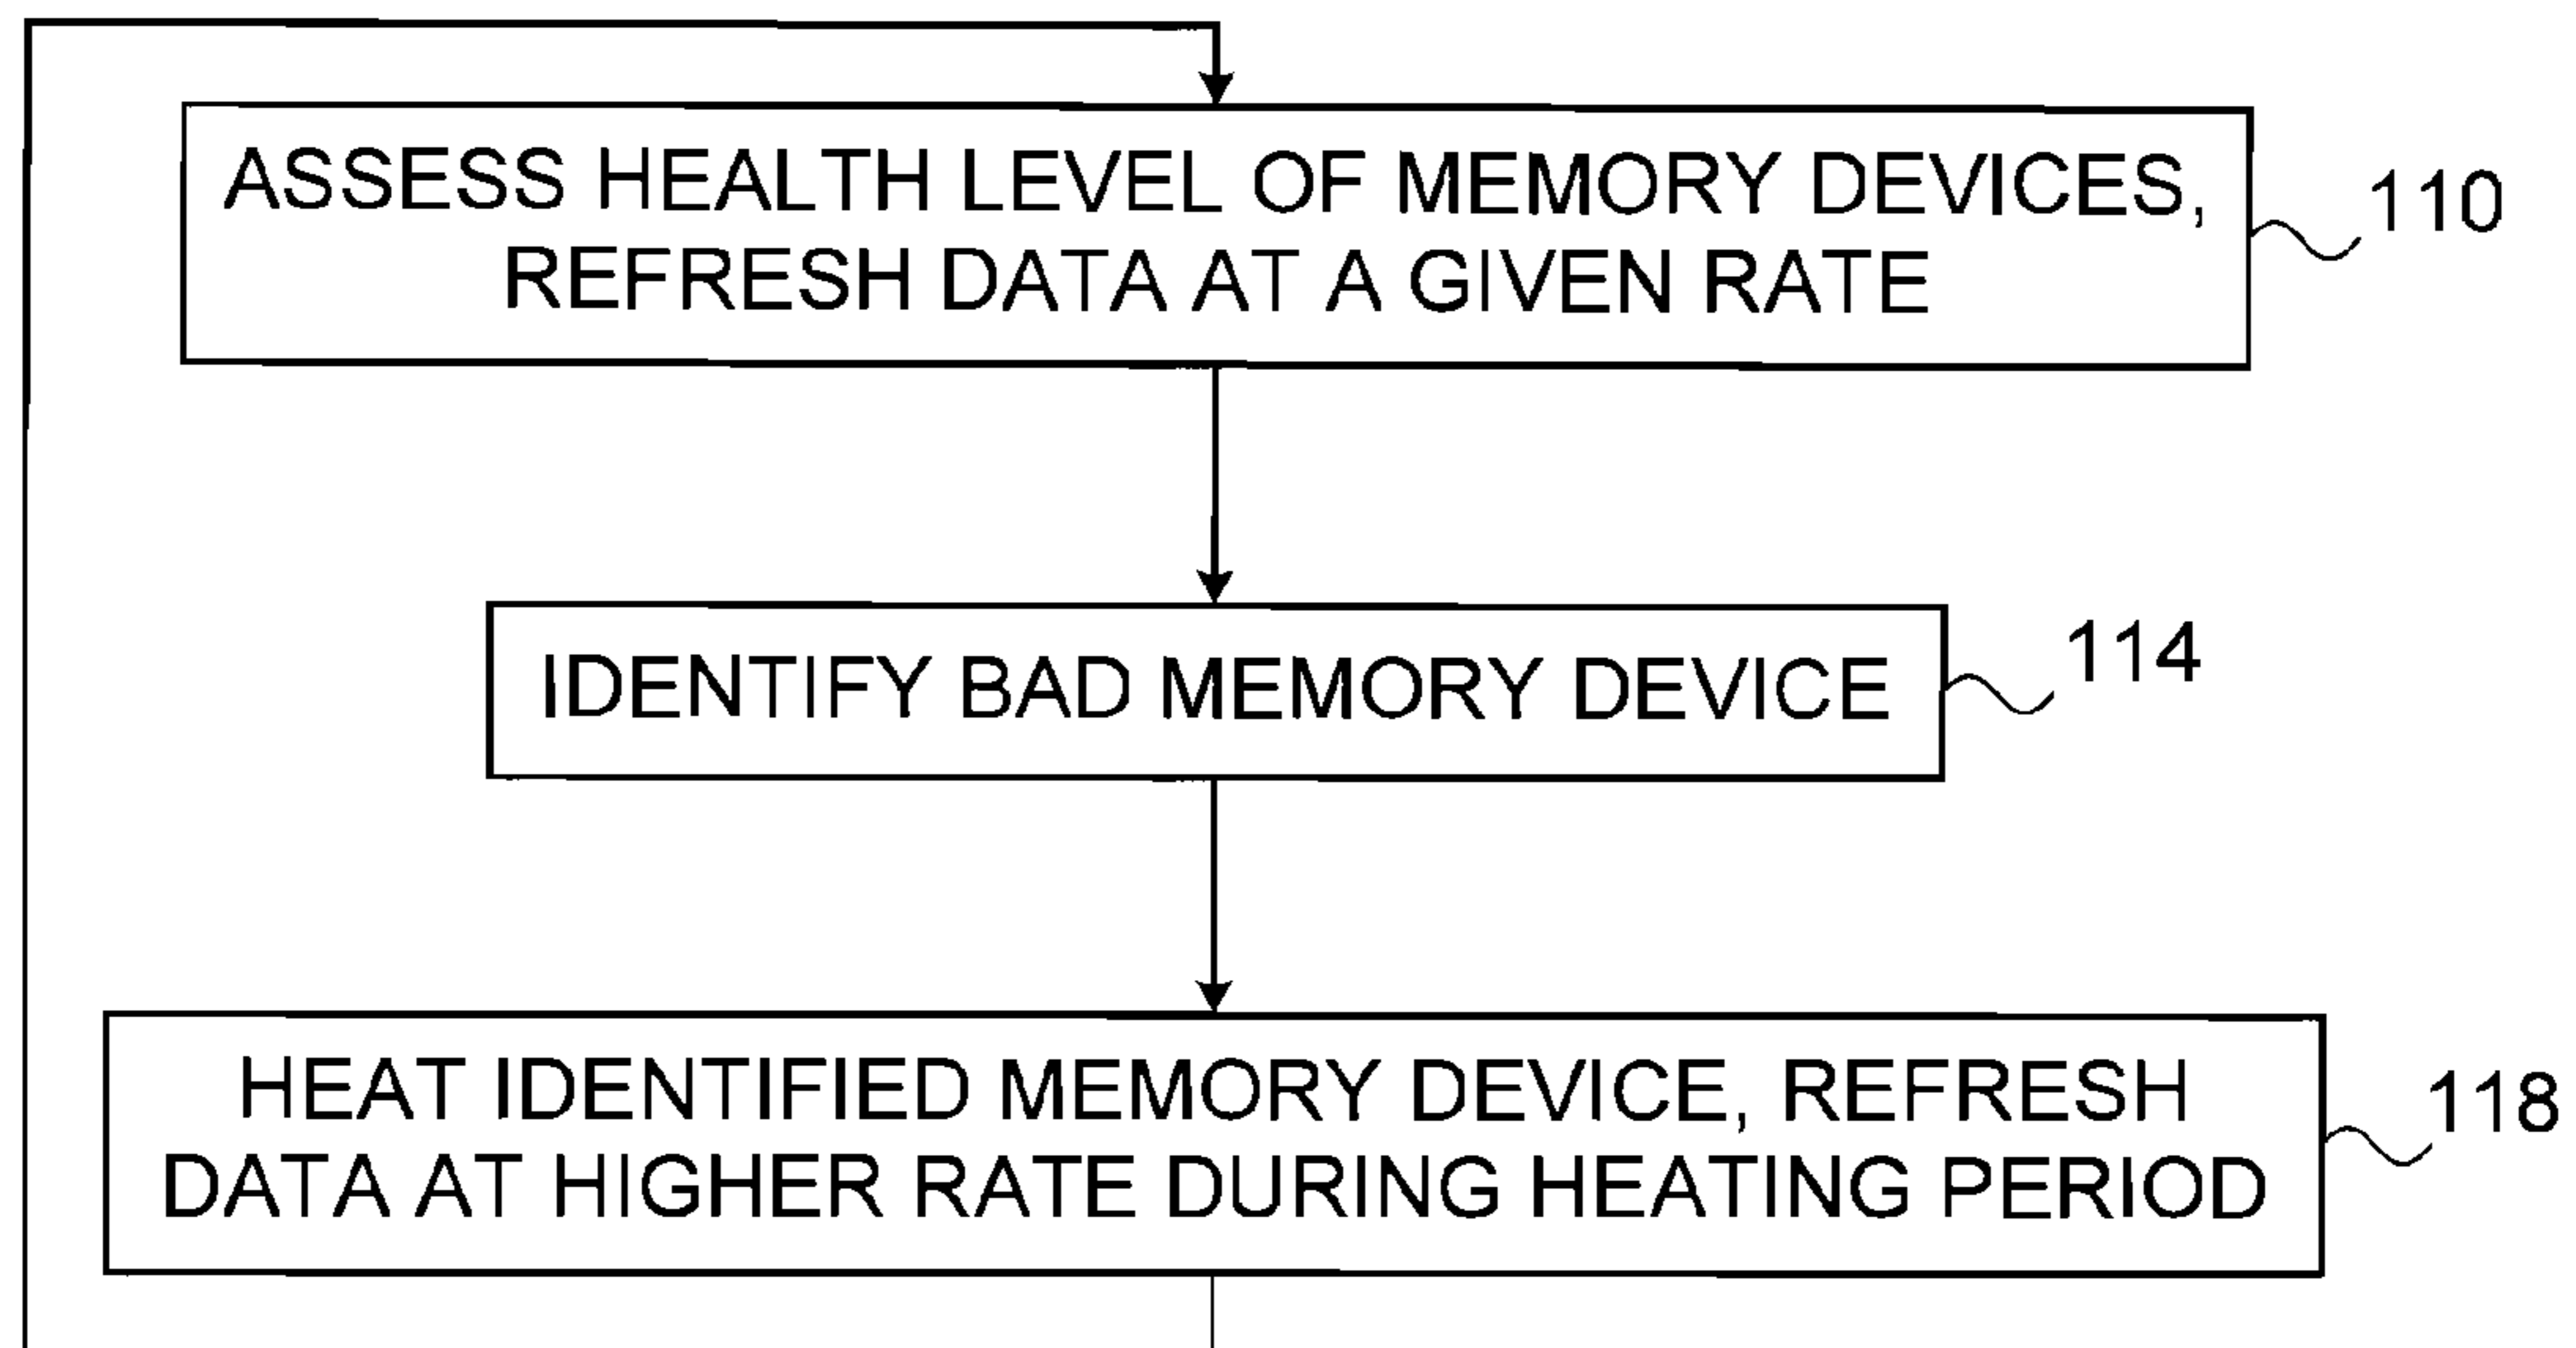 ASSESS HEALTH LEVEL OF MEMORY DEVICES,
REFRESH DATA AT A GIVEN RATE
110
IDENTIFY BAD MEMORY DEVICE
114
HEAT IDENTIFIED MEMORY DEVICE, REFRESH
DATA AT HIGHER RATE DURING HEATING PERIOD
118